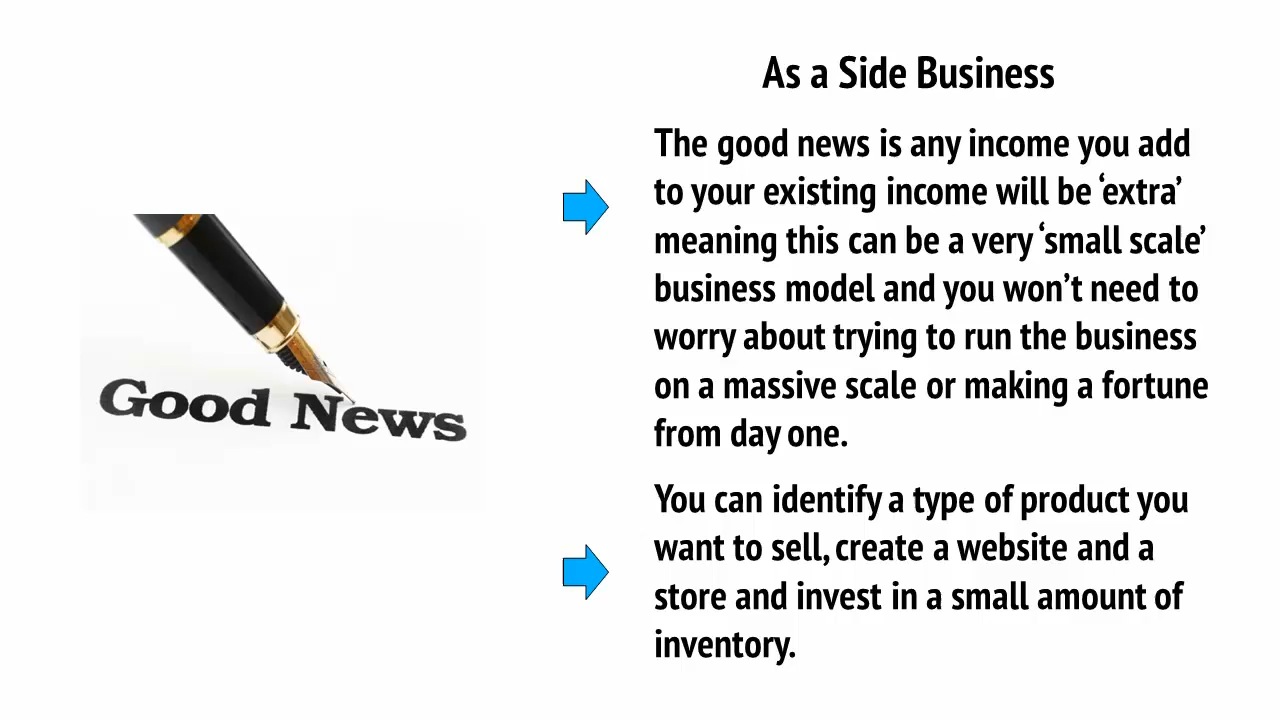 As a Side Business
The good news is any income you add
to your existing income will be ‘extra’
meaning this can be a very ‘small scale’
business model and you won’t need to
worry about trying to run the business
on a massive scale or making a fortune
from day one.
Good News
You can identify a type of product you
want to sell, create a website and a
store and invest in a small amount of
inventory.